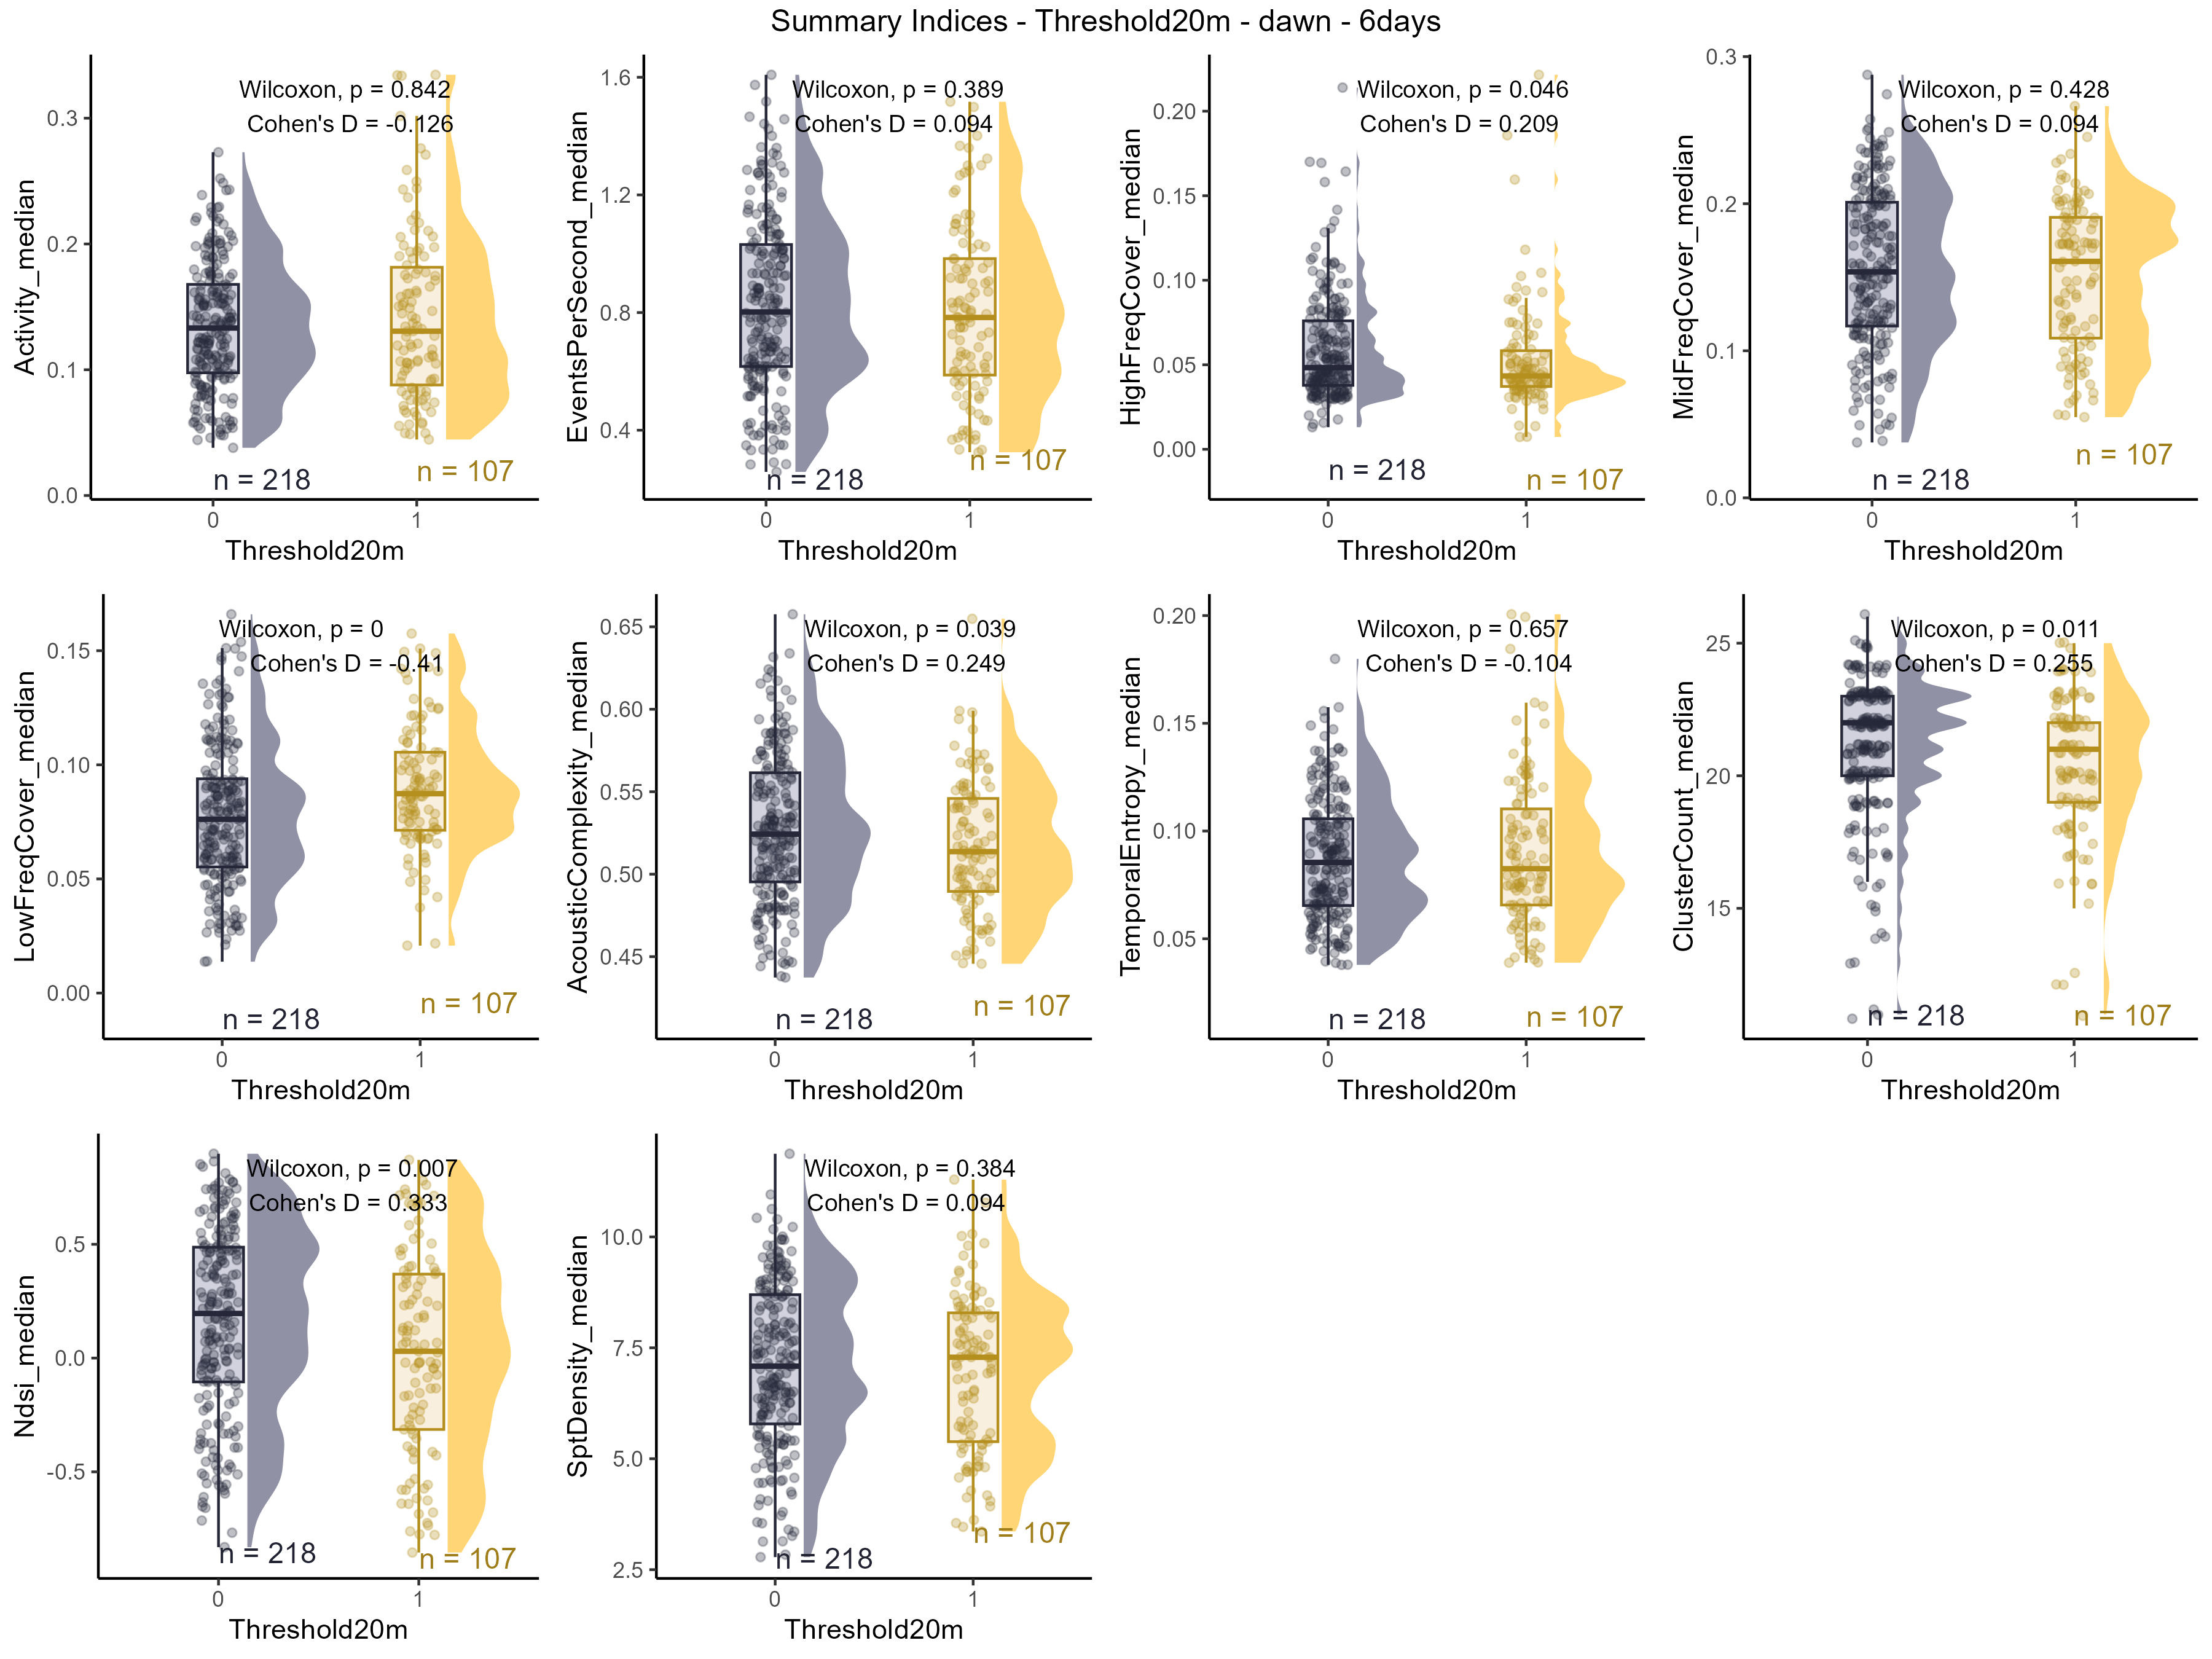 Summary Indices - Threshold20m - dawn - 6days
Activity_median
0.3
0.2
0.1
0.0
Wilcoxon, p = 0.842
Cohen's D = -0.126
n = 218
n = 107
0
1
Threshold20m
EventsPerSecond_median
1.6
1.2
0.8
0.4
Wilcoxon, p = 0.389
Cohen's D = 0.094
n = 218
n = 107
0
1
Threshold20m
HighFreqCover_median
0.20
0.15
0.10
0.05
0.00
Wilcoxon, p = 0.046
Cohen's D = 0.209
n = 218
n = 107
0
1
Threshold20m
MidFreqCover_median
0.3
0.2
0.1
0.0
Wilcoxon, p = 0.428
Cohen's D = 0.094
n = 218
n = 107
0
1
Threshold20m
LowFreqCover_median
0.15
0.10
0.05
0.00
Wilcoxon, p = 0
Cohen's D = -0.41
n = 218
n = 107
0
1
Threshold20m
AcousticComplexity_median
0.65
0.60
0.55
0.50
0.45
Wilcoxon, p = 0.039
Cohen's D = 0.249
n = 218
n = 107
0
1
Threshold20m
TemporalEntropy_median
0.20
0.15
0.10
0.05
Wilcoxon, p = 0.657
Cohen's D = -0.104
n = 218
n = 107
0
1
Threshold20m
ClusterCount_median
25
20
15
Wilcoxon, p = 0.011
Cohen's D = 0.255
n = 218
n = 107
0
1
Threshold20m
Ndsi_median
0.5
0.0
-0.5
Wilcoxon, p = 0.007
Cohen's D = 0.333
n = 218
n = 107
0
1
Threshold20m
SptDensity_median
10.0
7.5
5.0
2.5
Wilcoxon, p = 0.384
Cohen's D = 0.094
n = 218
n = 107
0
1
Threshold20m